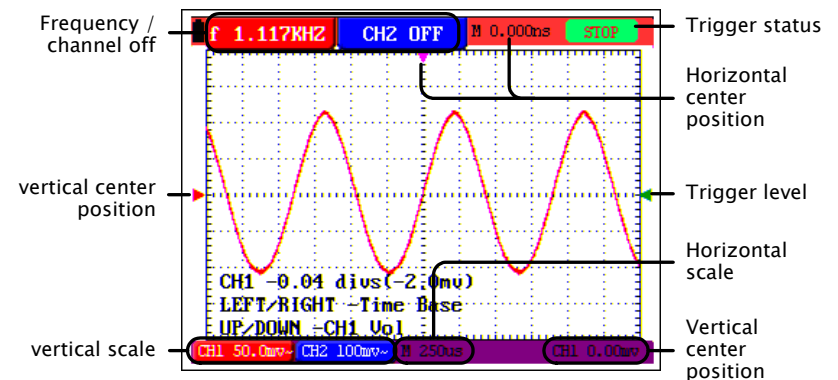 Frequency /
channel off
f 1.117KHZ
CH2 OFF
M 0.000ns
STOP
Trigger status
Horizontal
center
position
vertical center
position
Trigger level
Horizontal
scale
CH1 -0.04 divs(-2.0mv)
LEFT/RIGHT -Time Base
UP/DOWN -CH1 Vol
vertical scale
CH1 50.0mv~
CH2 100mv~
M 250us
CH1 0.00mv
Vertical
center
position